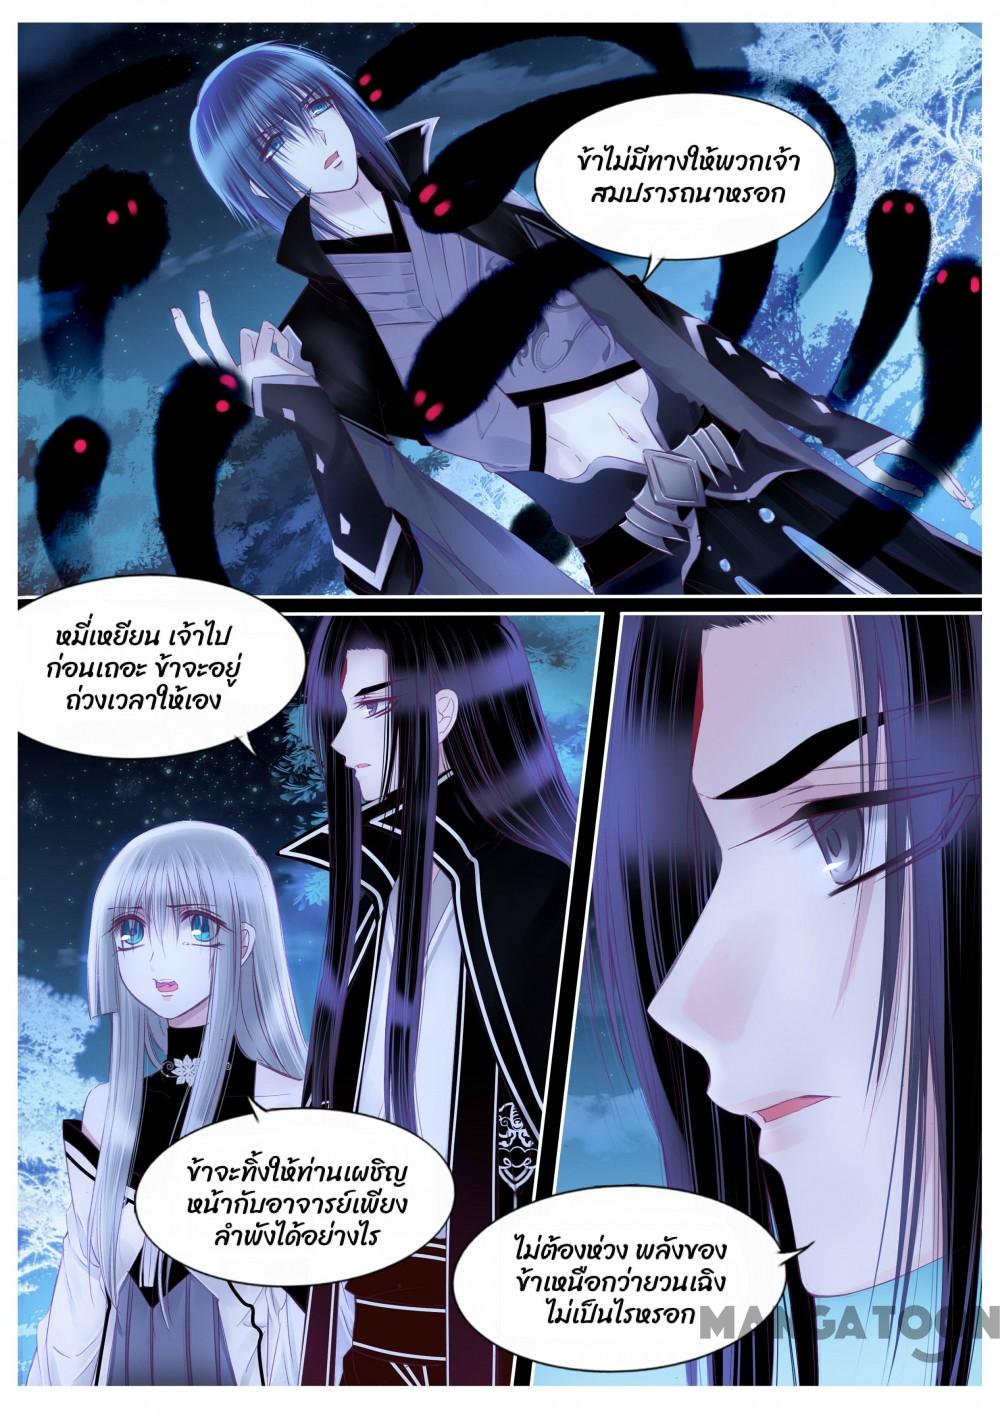 ข้าไม่มีทางให้พวกเจ้า
สมปรารถนาหรอก
หมี่เหยียน เจ้าไป
ก่อนเถอะ ข้าจะอยู่
ถ่วงเวลาให้เอง
ข้าจะทิ้งให้ท่านเผชิญ
หน้ากับอาจารย์เพียง
ลำพังได้อย่างไร
ไม่ต้องห่วง พลังของ
ข้าเหนือกว่ายวนเฉิง
ไม่เป็นไรหรอก
MANGATOON